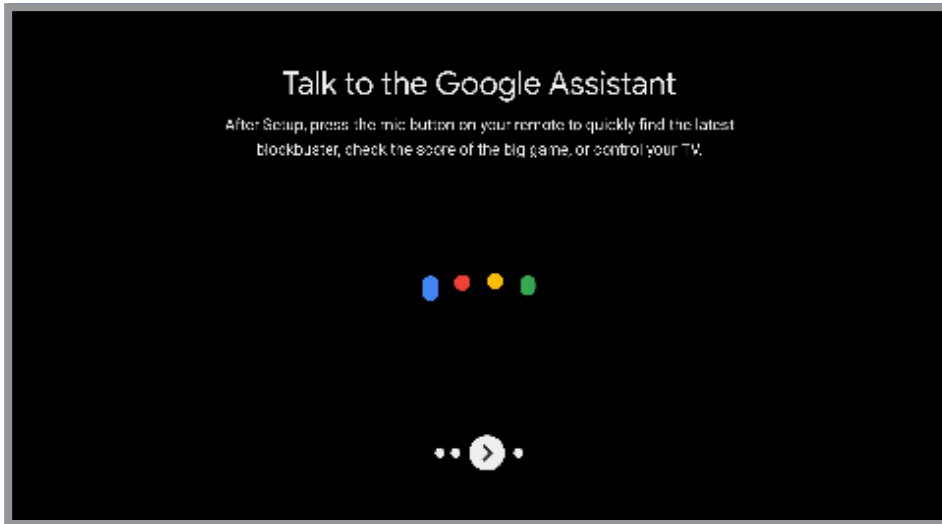 Talk to the Google Assistant
After Setup, press the mic button on your remote to quickly find the latest
blockbuster, check the score of the big game, or control your TV.